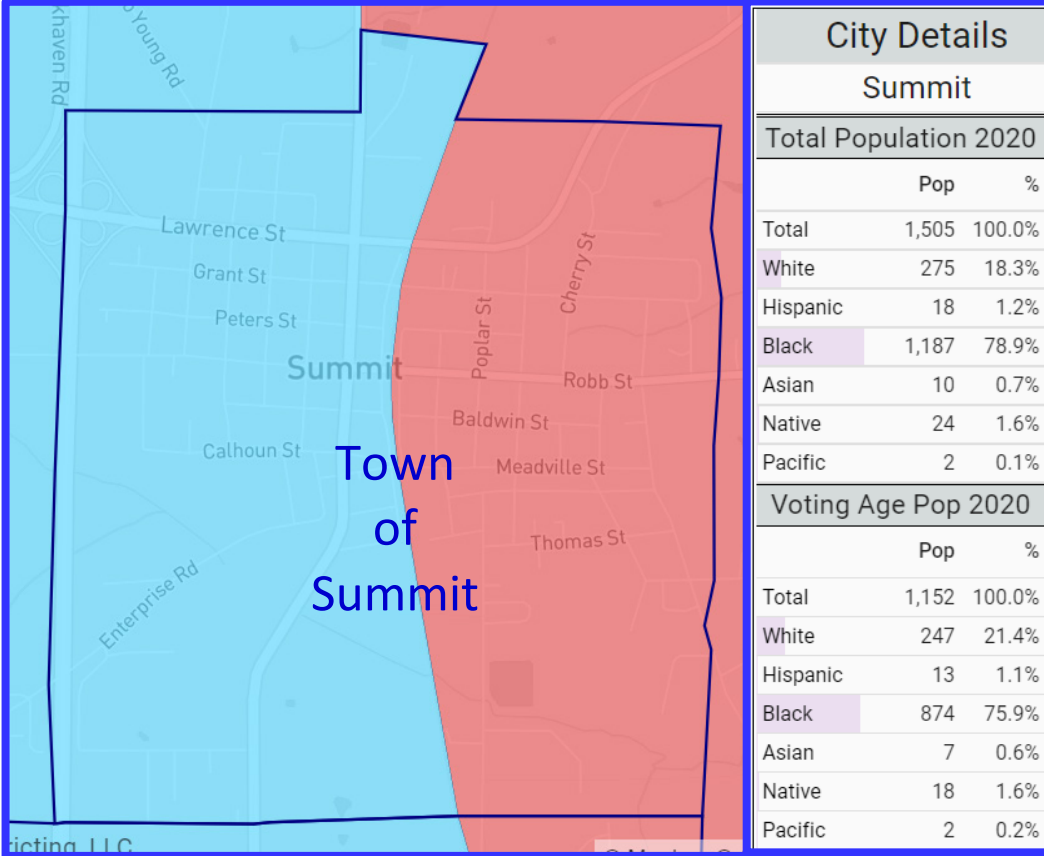 khaven Rd
o Young Rd
Lawrence St
Grant St
Peters St
Cherry St
Poplar St
Summit
Robb St
Baldwin St
Calhoun St
Meadville St
Town
of
Summit
Thomas St
Enterprise Rd
ricting, LLC
City Details
Summit
Total Population 2020
Pop %
Total 1,505 100.0%
White 275 18.3%
Hispanic 18 1.2%
Black 1,187 78.9%
Asian 10 0.7%
Native 24 1.6%
Pacific 2 0.1%
Voting Age Pop 2020
Pop %
Total 1,152 100.0%
White 247 21.4%
Hispanic 13 1.1%
Black 874 75.9%
Asian 7 0.6%
Native 18 1.6%
Pacific 2 0.2%